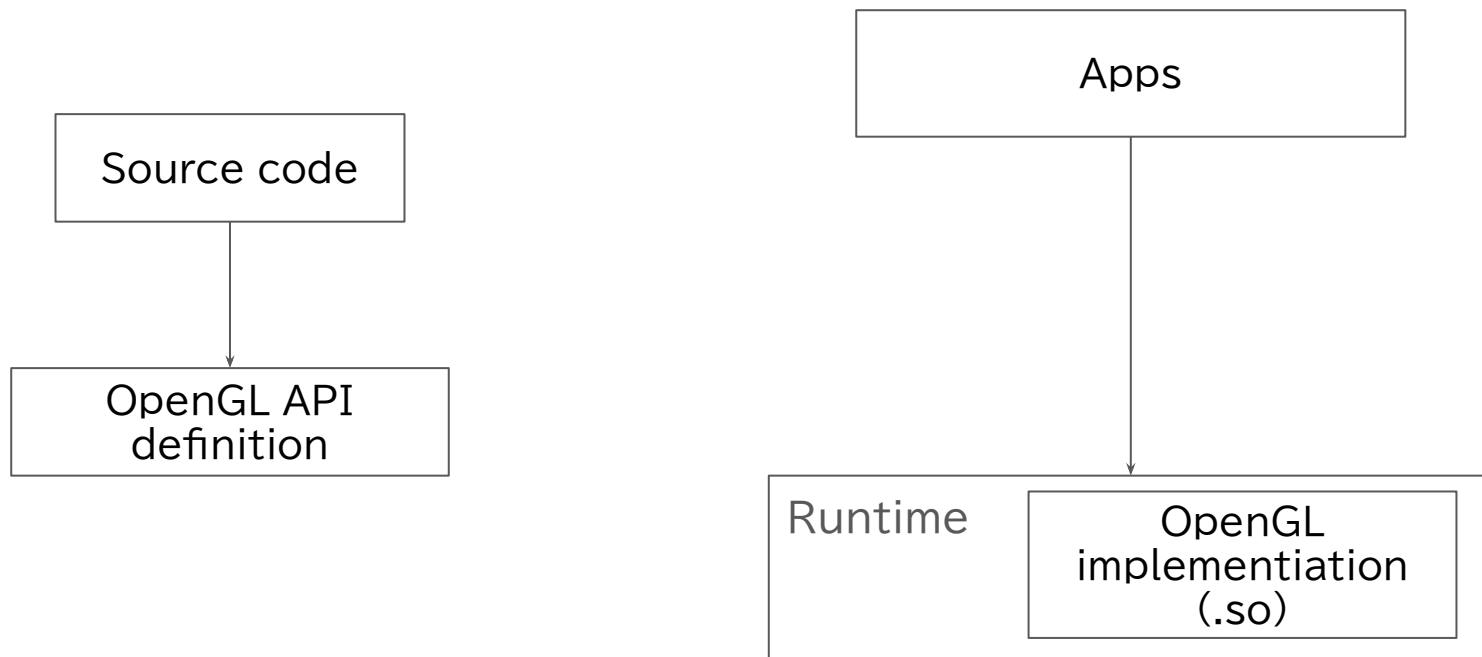 Apps
Source code
OpenGL API
definition
Runtime
OpenGL
implementiation
(.so)